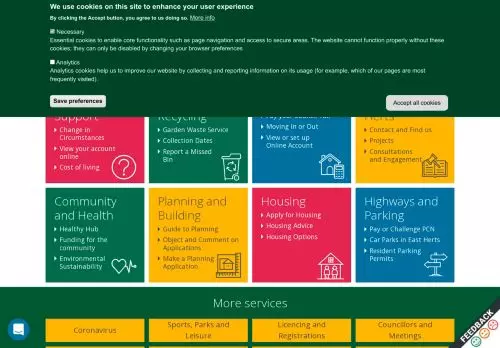 We use cookies on this site to enhance your user experience
By clicking the Accept button, you agree to us doing so. More info
Necessary
Essential cookies to enable core functionality such as page navigation and access to secure areas. The website cannot function properly without these
cookies; they can only be disabled by changing your browser preferences
Analytics
Analytics cookies help us to improve our website by collecting and reporting information on its usage (for example, which of our pages are most
frequently visited).
Save preferences
Accept all cookies
Support
Change in
Circumstances
View your account
online
Cost of living
Recycling
Garden Waste Service
Collection Dates
Report a Missed
Bin
Moving in or Out
View or set up
Online Account
Herts
Contact and Find us
Projects
Consultations
and Engagement
Community
and Health
Healthy Hub
Funding for the
community
Environmental
Sustainability
Planning and
Building
Guide to Planning
Object and Comment on
Applications
Make a Planning
Application
Housing
Apply for Housing
Housing Advice
Housing Options
Highways and
Parking
Pay or Challenge PCN
Car Parks in East Herts
Resident Parking
Permits
More services
Coronavirus
Sports, Parks and
Leisure
Licencing and
Registrations
Councillors and
Meetings
FEEDBACK